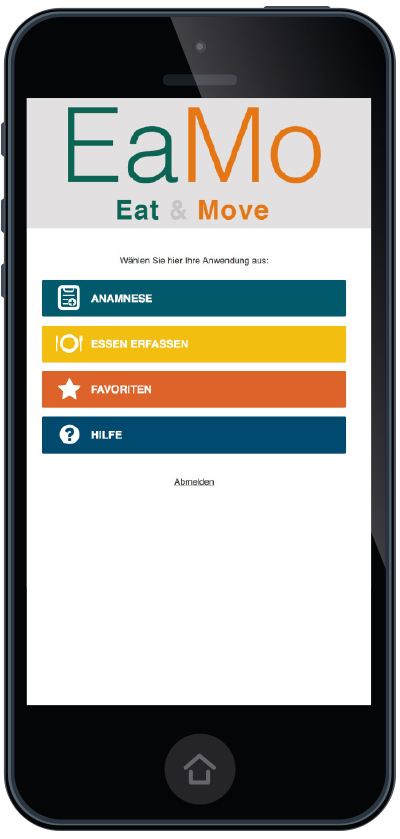 EaMo
Eat & Move
Wählen Sie hier Ihre Anwendung aus:
ANAMNESE
ESSEN ERFASSEN
FAVORITEN
HILFE
Abmelden